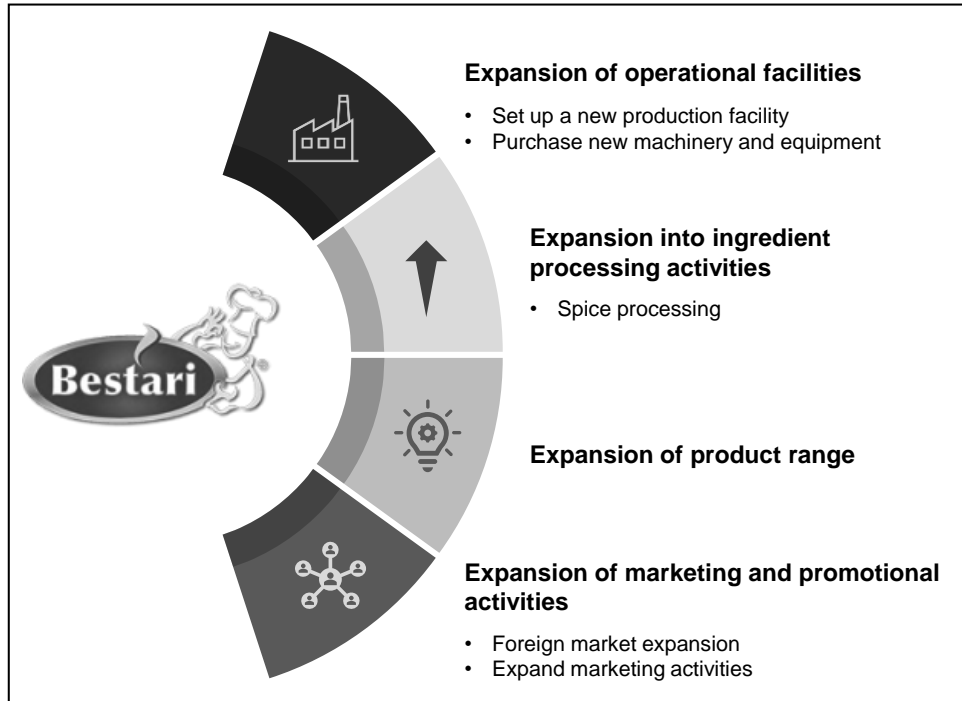 Expansion of operational facilities
• Set up a new production facility
• Purchase new machinery and equipment
Expansion into ingredient
processing activities
• Spice processing
Bestari®
Expansion of product range
Expansion of marketing and promotional
activities
• Foreign market expansion
• Expand marketing activities